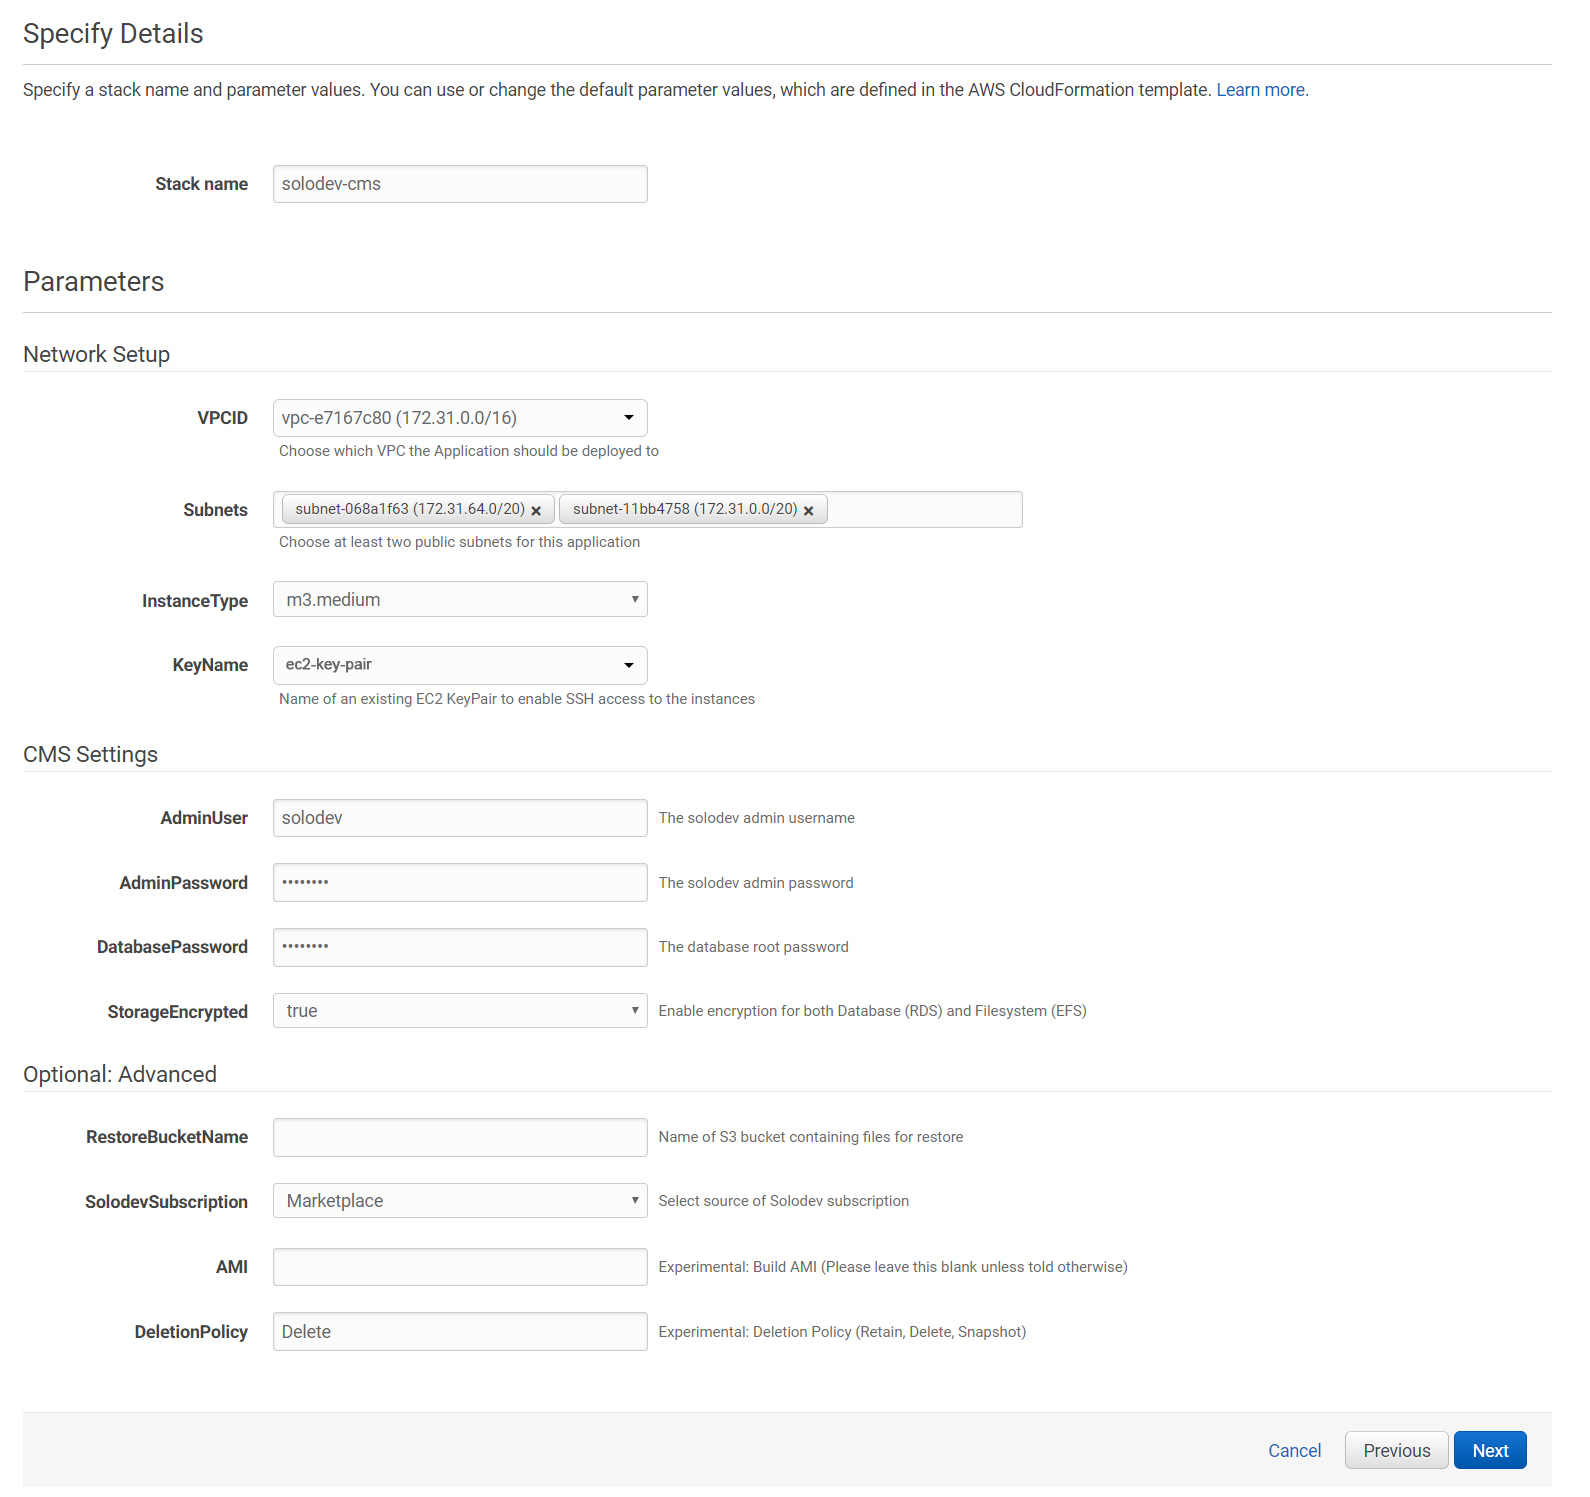 Specify Details
Specify a stack name and parameter values. You can use or change the default parameter values, which are defined in the AWS CloudFormation template. Learn more.
Stack name solodev-cms
Parameters
Network Setup
VPCID vpc-e7167c80 (172.31.0.0/16)
Choose which VPC the Application should be deployed to
Subnets subnet-068a1f63 (172.31.64.0/20) × subnet-11bb4758 (172.31.0.0/20) ×
Choose at least two public subnets for this application
InstanceType m3.medium
KeyName ec2-key-pair
Name of an existing EC2 KeyPair to enable SSH access to the instances
CMS Settings
AdminUser solodev The solodev admin username
AdminPassword •••••••• The solodev admin password
DatabasePassword •••••••• The database root password
StorageEncrypted true Enable encryption for both Database (RDS) and Filesystem (EFS)
Optional: Advanced
RestoreBucketName Name of S3 bucket containing files for restore
SolodevSubscription Marketplace Select source of Solodev subscription
AMI Experimental: Build AMI (Please leave this blank unless told otherwise)
DeletionPolicy Delete Experimental: Deletion Policy (Retain, Delete, Snapshot)
Cancel Previous Next